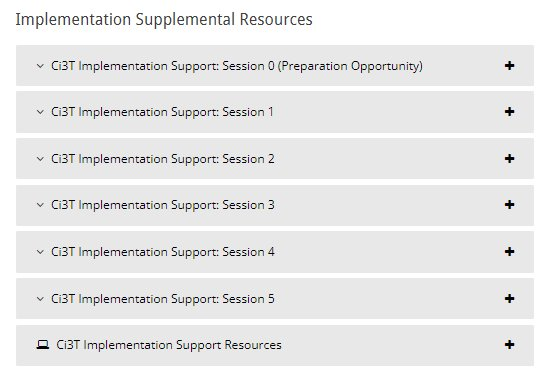 Implementation Supplemental Resources
Ci3T Implementation Support: Session 0 (Preparation Opportunity)
Ci3T Implementation Support: Session 1
Ci3T Implementation Support: Session 2
Ci3T Implementation Support: Session 3
Ci3T Implementation Support: Session 4
Ci3T Implementation Support: Session 5
Ci3T Implementation Support Resources